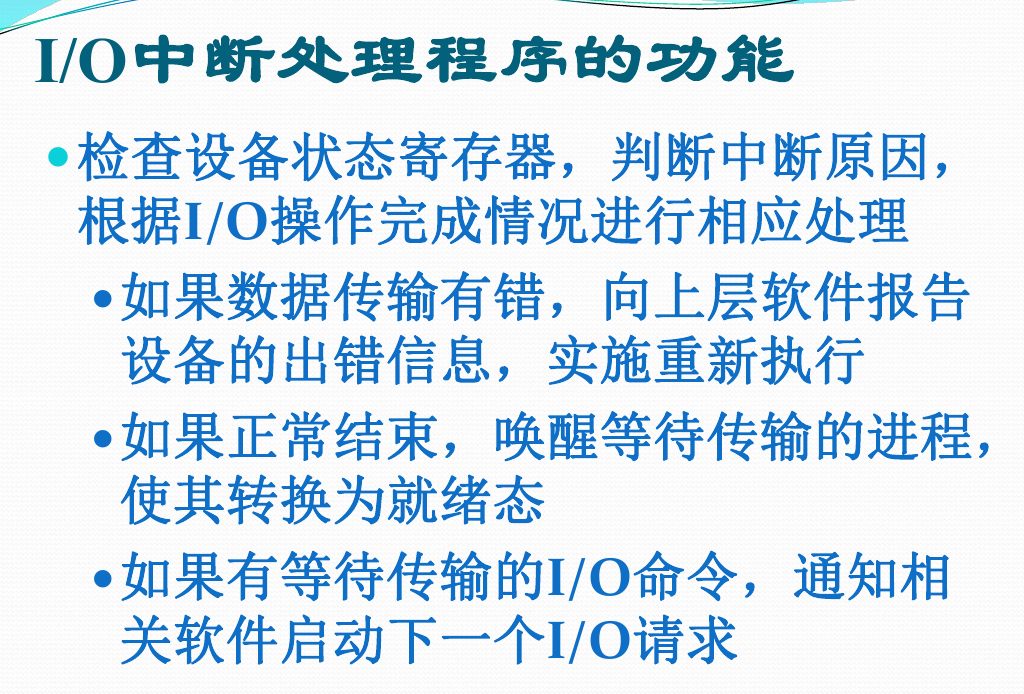 I/O中断处理程序的功能
•检查设备状态寄存器，判断中断原因，
根据I/O操作完成情况进行相应处理
•如果数据传输有错，向上层软件报告
设备的出错信息，实施重新执行
•如果正常结束，唤醒等待传输的进程，
使其转换为就绪态
•如果有等待传输的I/O命令，通知相
关软件启动下一个I/O请求